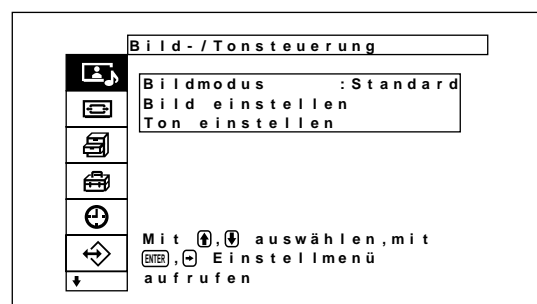 Bild-/Tonsteuerung
Bildmodus :Standard
Bild einstellen
Ton einstellen
Mit ↑,↓ auswählen,mit
ENTER,→ Einstellmenü
aufrufen